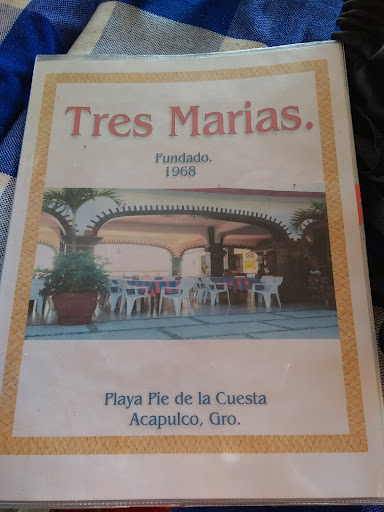 Tres Marias.
Fundado,
1968
Playa Pie de la Cuesta
Acapulco, Gro.